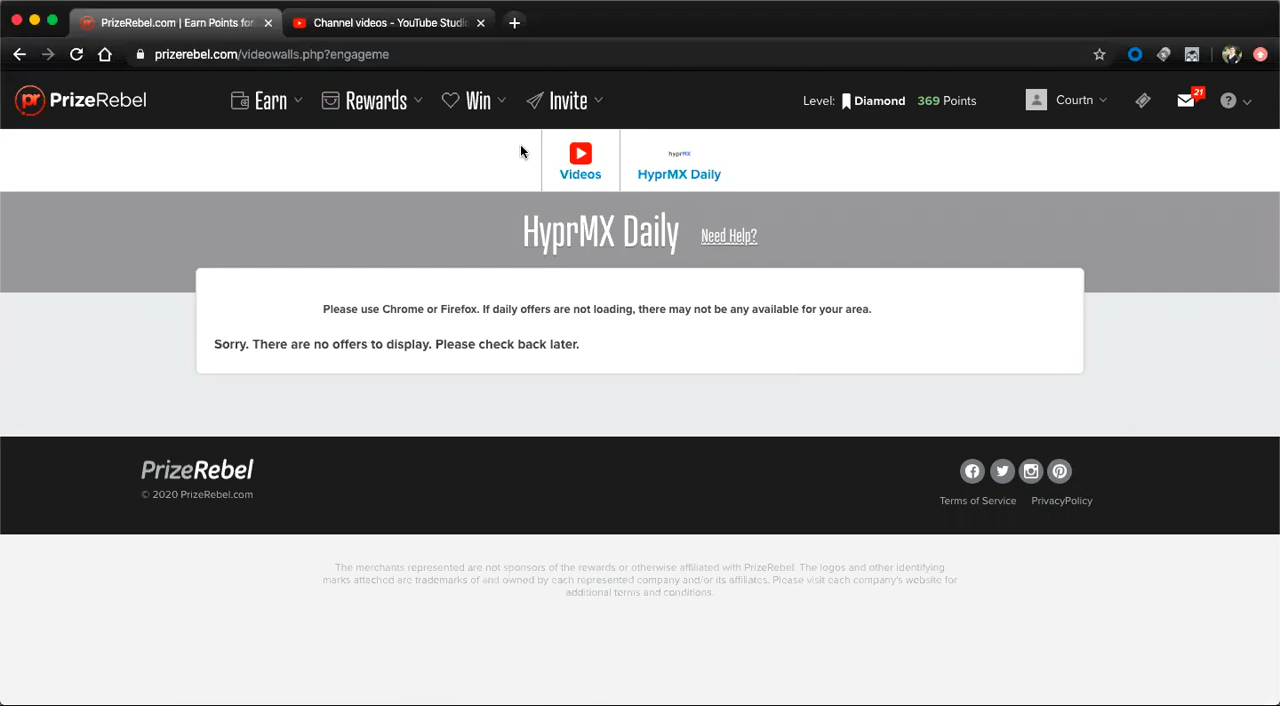 PrizeRebel.com | Earn Points for
Channel videos - YouTube Studio
prizerebel.com/videowalls.php?engageme
pr PrizeRebel
Earn
Rewards
Win
Invite
Level: Diamond 369 Points
Courtn
21
?
Videos
hyprMX
HyprMX Daily
HyprMX Daily Need Help?
Please use Chrome or Firefox. If daily offers are not loading, there may not be any available for your area.
Sorry. There are no offers to display. Please check back later.
PrizeRebel
© 2020 PrizeRebel.com
Terms of Service PrivacyPolicy
The merchants represented are not sponsors of the rewards or otherwise affiliated with PrizeRebel. The logos and other identifying
marks attached are trademarks of and owned by each represented company and/or its affiliates. Please visit each company's website for
additional terms and conditions.